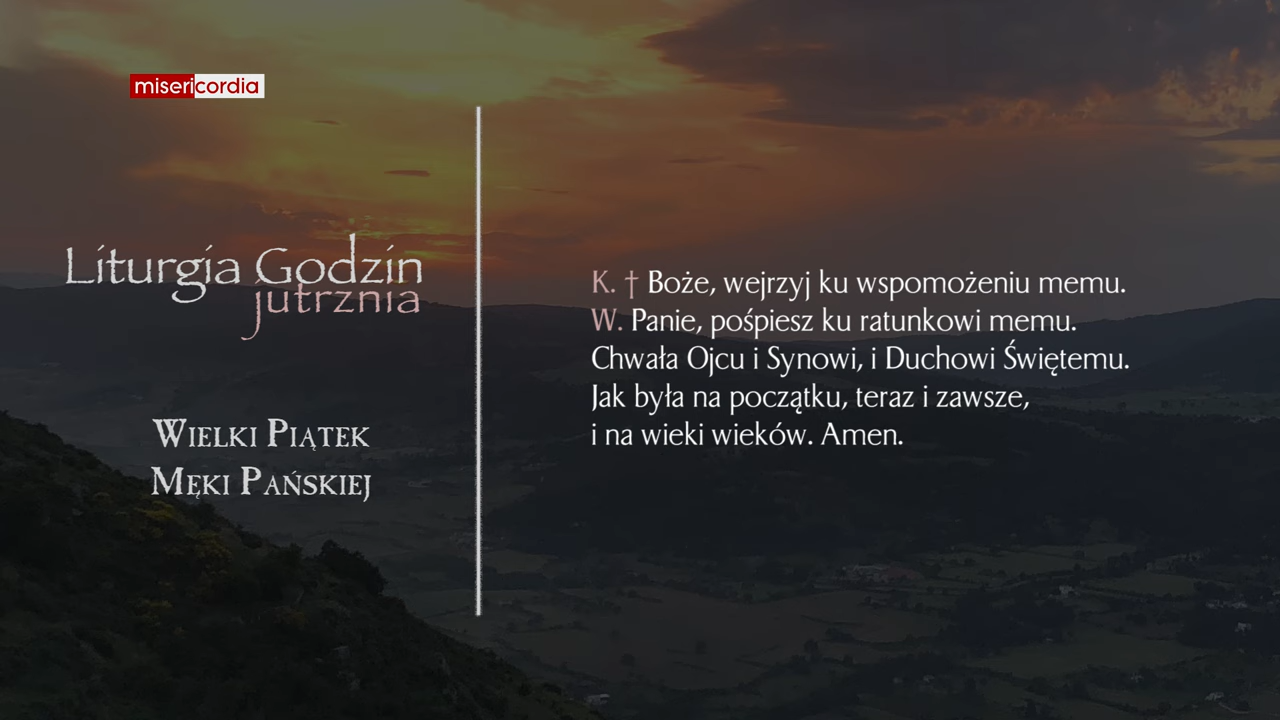 misericordia
Liturgia Godzin
jutrznia
Wielki Piątek
Męki Pańskiej
K. † Boże, wejrzyj ku wspomożeniu memu.
W. Panie, pośpiesz ku ratunkowi memu.
Chwała Ojcu i Synowi, i Duchowi Świętemu.
Jak była na początku, teraz i zawsze,
i na wieki wieków. Amen.